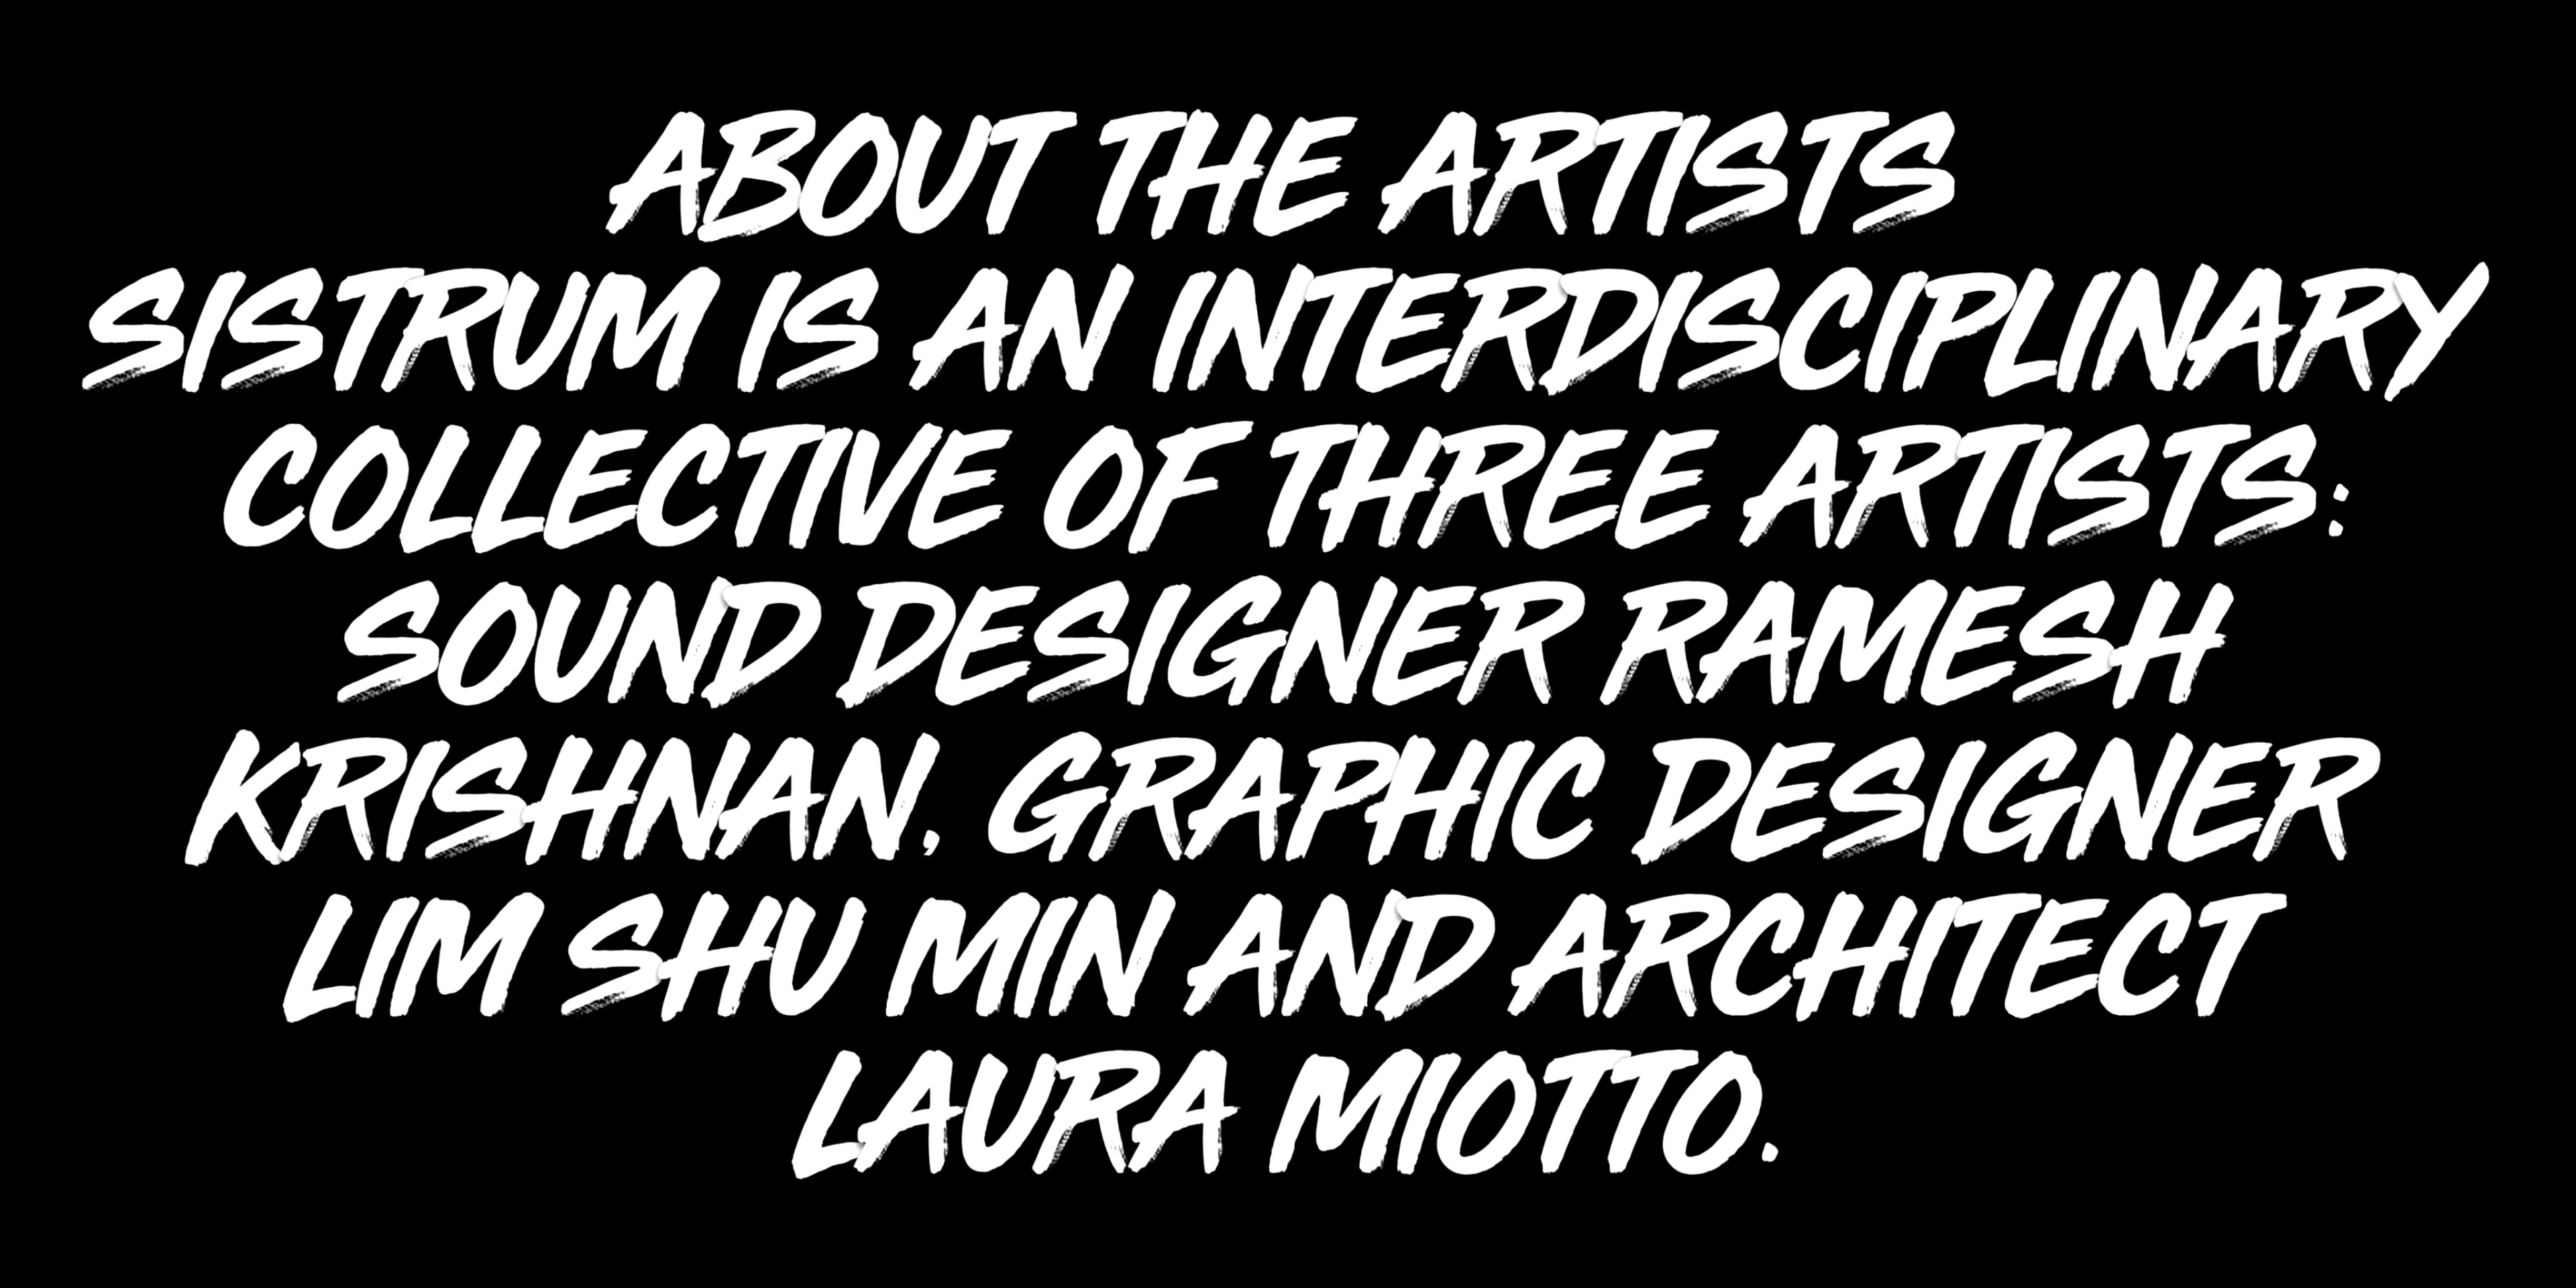 ABOUT THE ARTISTS
SISTRUM IS AN INTERDISCIPLINARY
COLLECTIVE OF THREE ARTISTS:
SOUND DESIGNER RAMESH
KRISHNAN, GRAPHIC DESIGNER
LIM SHU MIN AND ARCHITECT
LAURA MIOTTO.